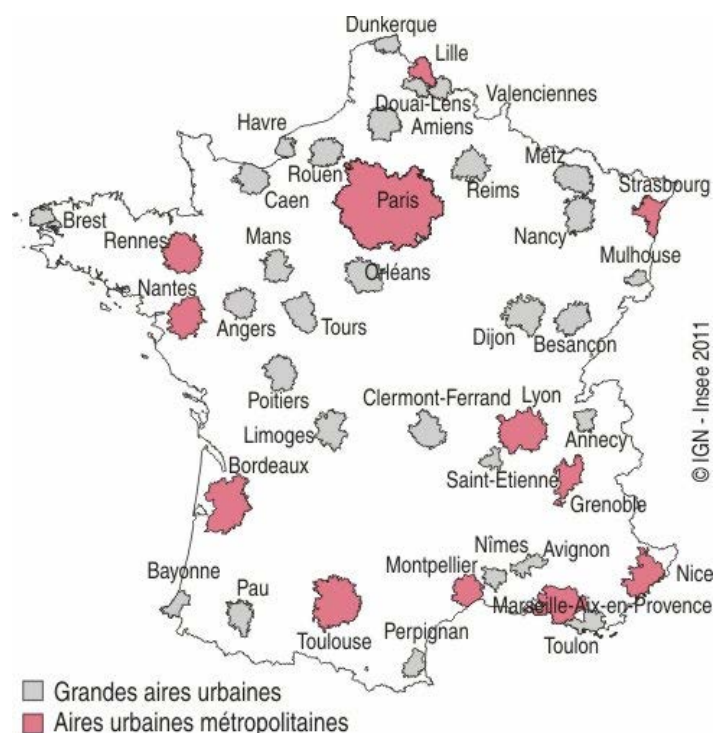 Dunkerque
Lille
Valenciennes
Douai-Lens
Amiens
Havre
Rouen
Caen
Reims
Metz
Strasbourg
Paris
Brest
Rennes
Mans
Nancy
Mulhouse
Orléans
Nantes
Angers
Tours
Dijon
Besançon
Poitiers
Clermont-Ferrand
Lyon
Limoges
Annecy
Bordeaux
Saint-Etienne
Grenoble
Nîmes
Avignon
Montpellier
Nice
Bayonne
Pau
Marseille-Aix-en-Provence
Toulouse
Perpignan
Toulon
© IGN - Insee 2011
Grandes aires urbaines
Aires urbaines métropolitaines